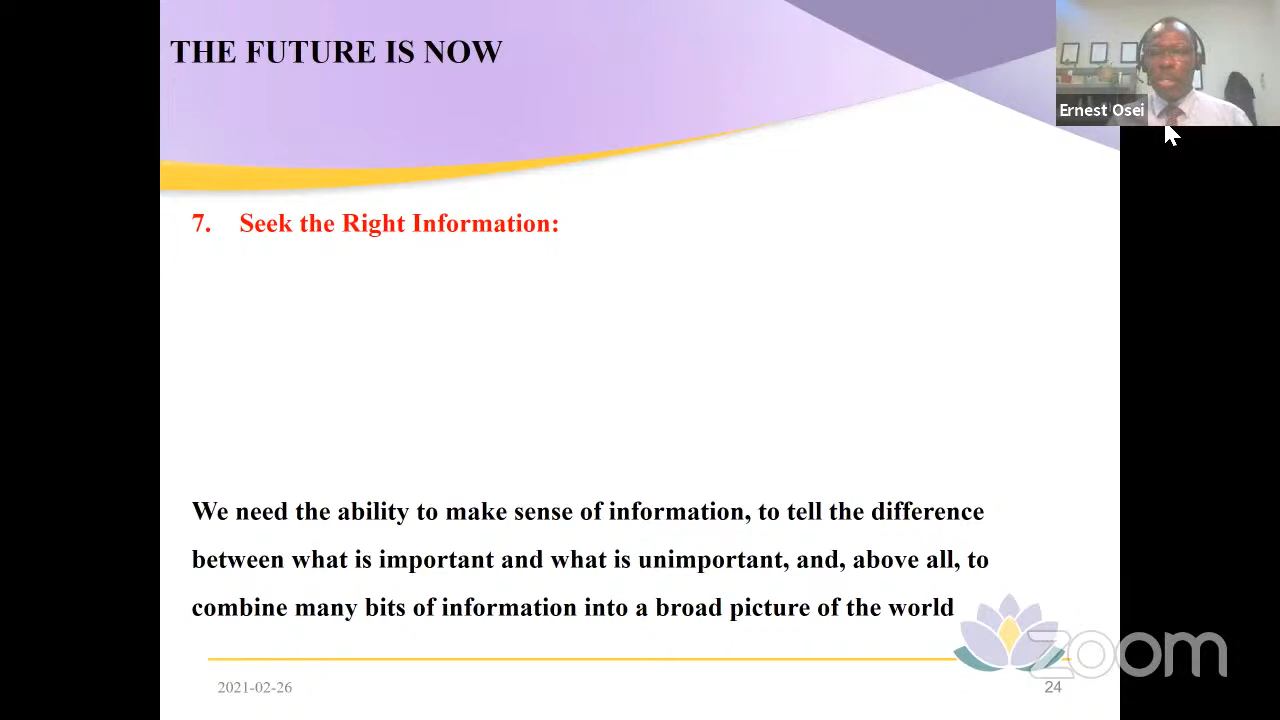 THE FUTURE IS NOW
Ernest Osei
7. Seek the Right Information:
We need the ability to make sense of information, to tell the difference
between what is important and what is unimportant, and, above all, to
combine many bits of information into a broad picture of the world
zoom
2021-02-26
24